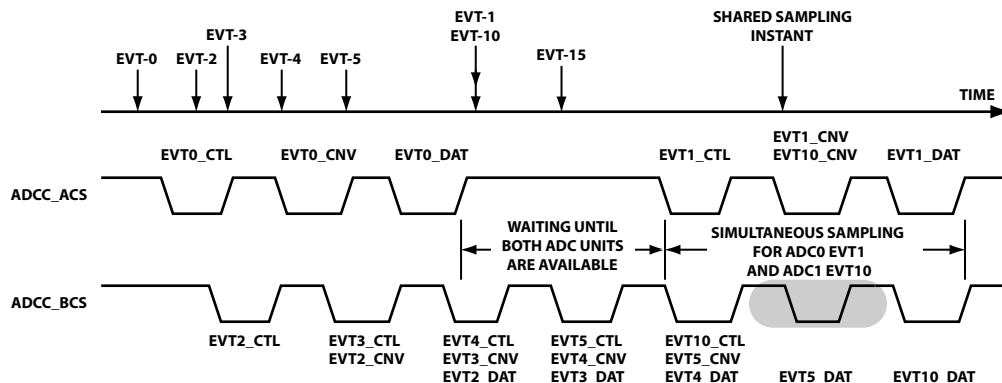 EVT-0
EVT-2
EVT-3
EVT-4
EVT-5
EVT-1
EVT-10
EVT-15
SHARED SAMPLING
INSTANT
TIME
EVT0_CTL
EVT0_CNV
EVT0_DAT
EVT1_CTL
EVT1_CNV
EVT10_CNV
EVT1_DAT
ADCC_ACS
WAITING UNTIL
BOTH ADC UNITS
ARE AVAILABLE
SIMULTANEOUS SAMPLING
FOR ADC0 EVT1
AND ADC1 EVT10
ADCC_BCS
EVT2_CTL
EVT3_CTL
EVT2_CNV
EVT4_CTL
EVT3_CNV
EVT2_DAT
EVT5_CTL
EVT4_CNV
EVT3_DAT
EVT10_CTL
EVT5_CNV
EVT4_DAT
EVT5_DAT
EVT10_DAT